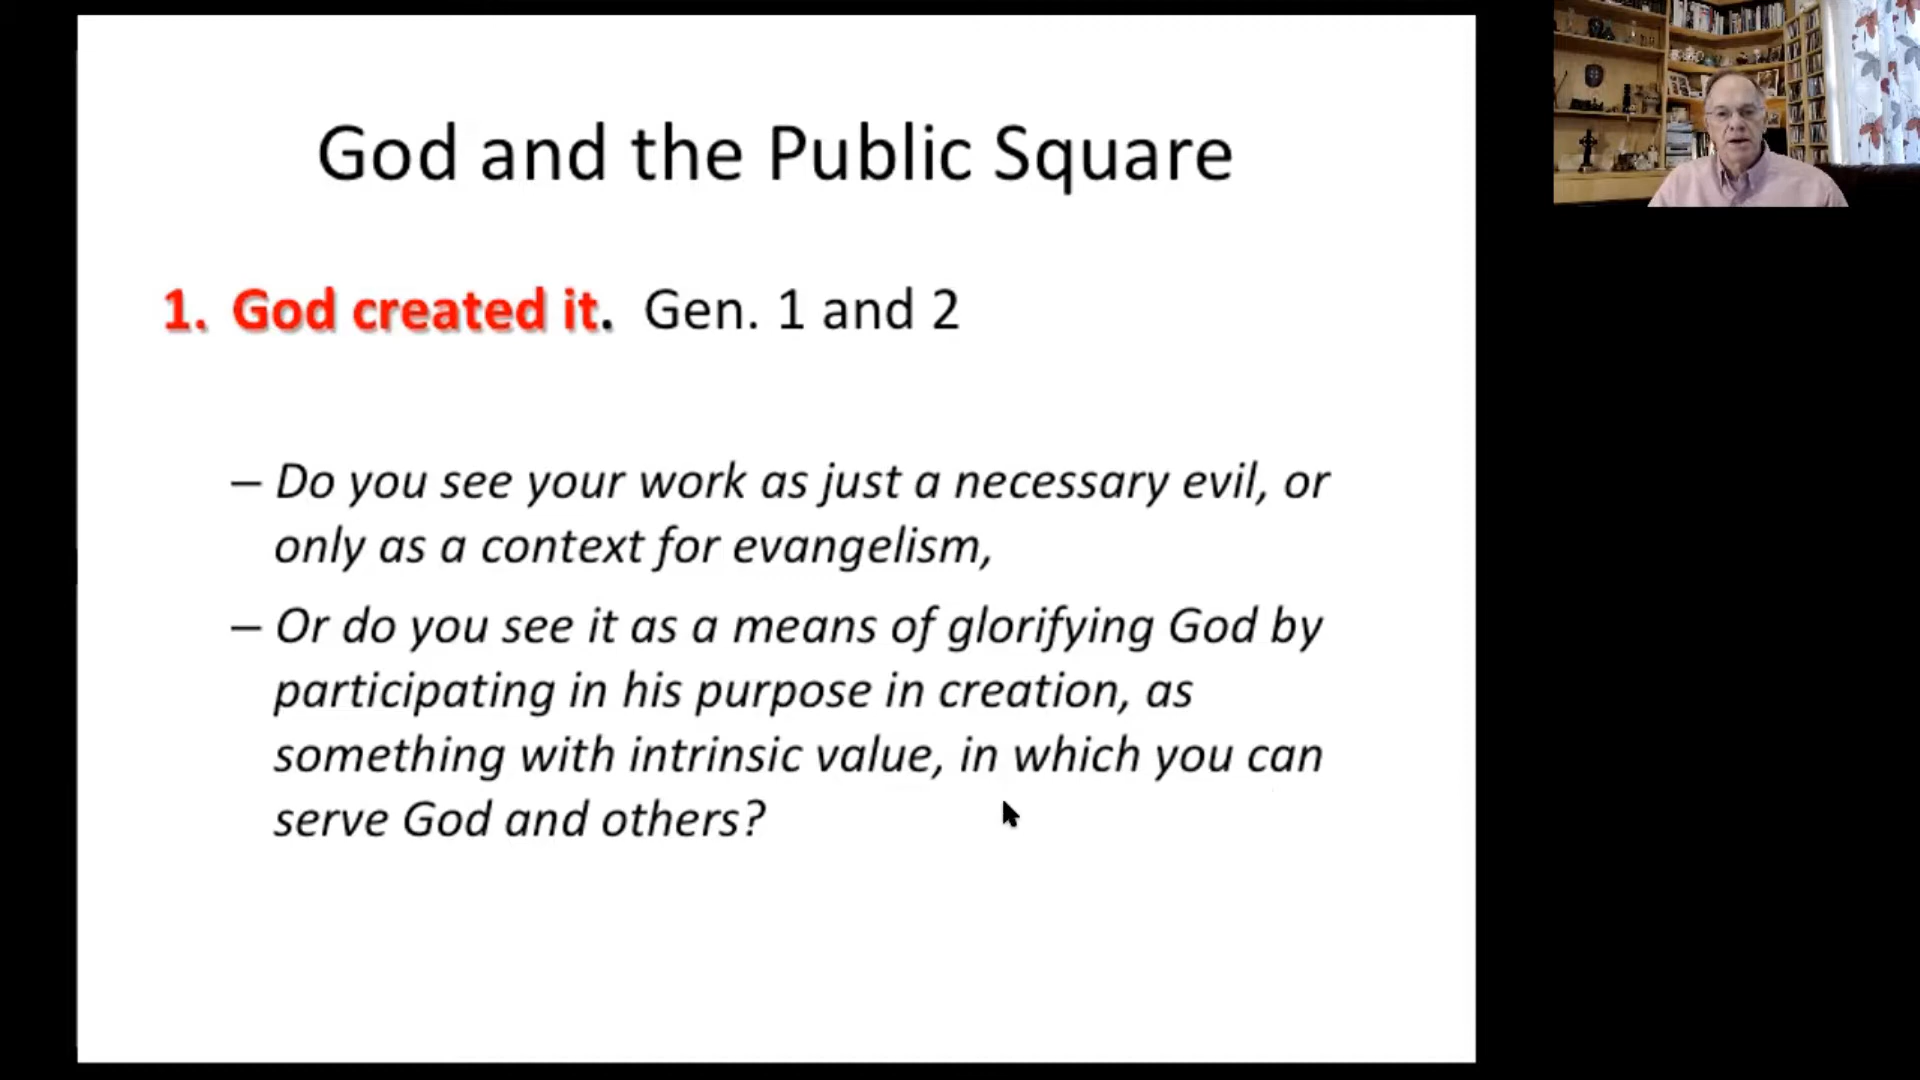 God and the Public Square
1. God created it. Gen. 1 and 2
– Do you see your work as just a necessary evil, or
only as a context for evangelism,
– Or do you see it as a means of glorifying God by
participating in his purpose in creation, as
something with intrinsic value, in which you can
serve God and others?